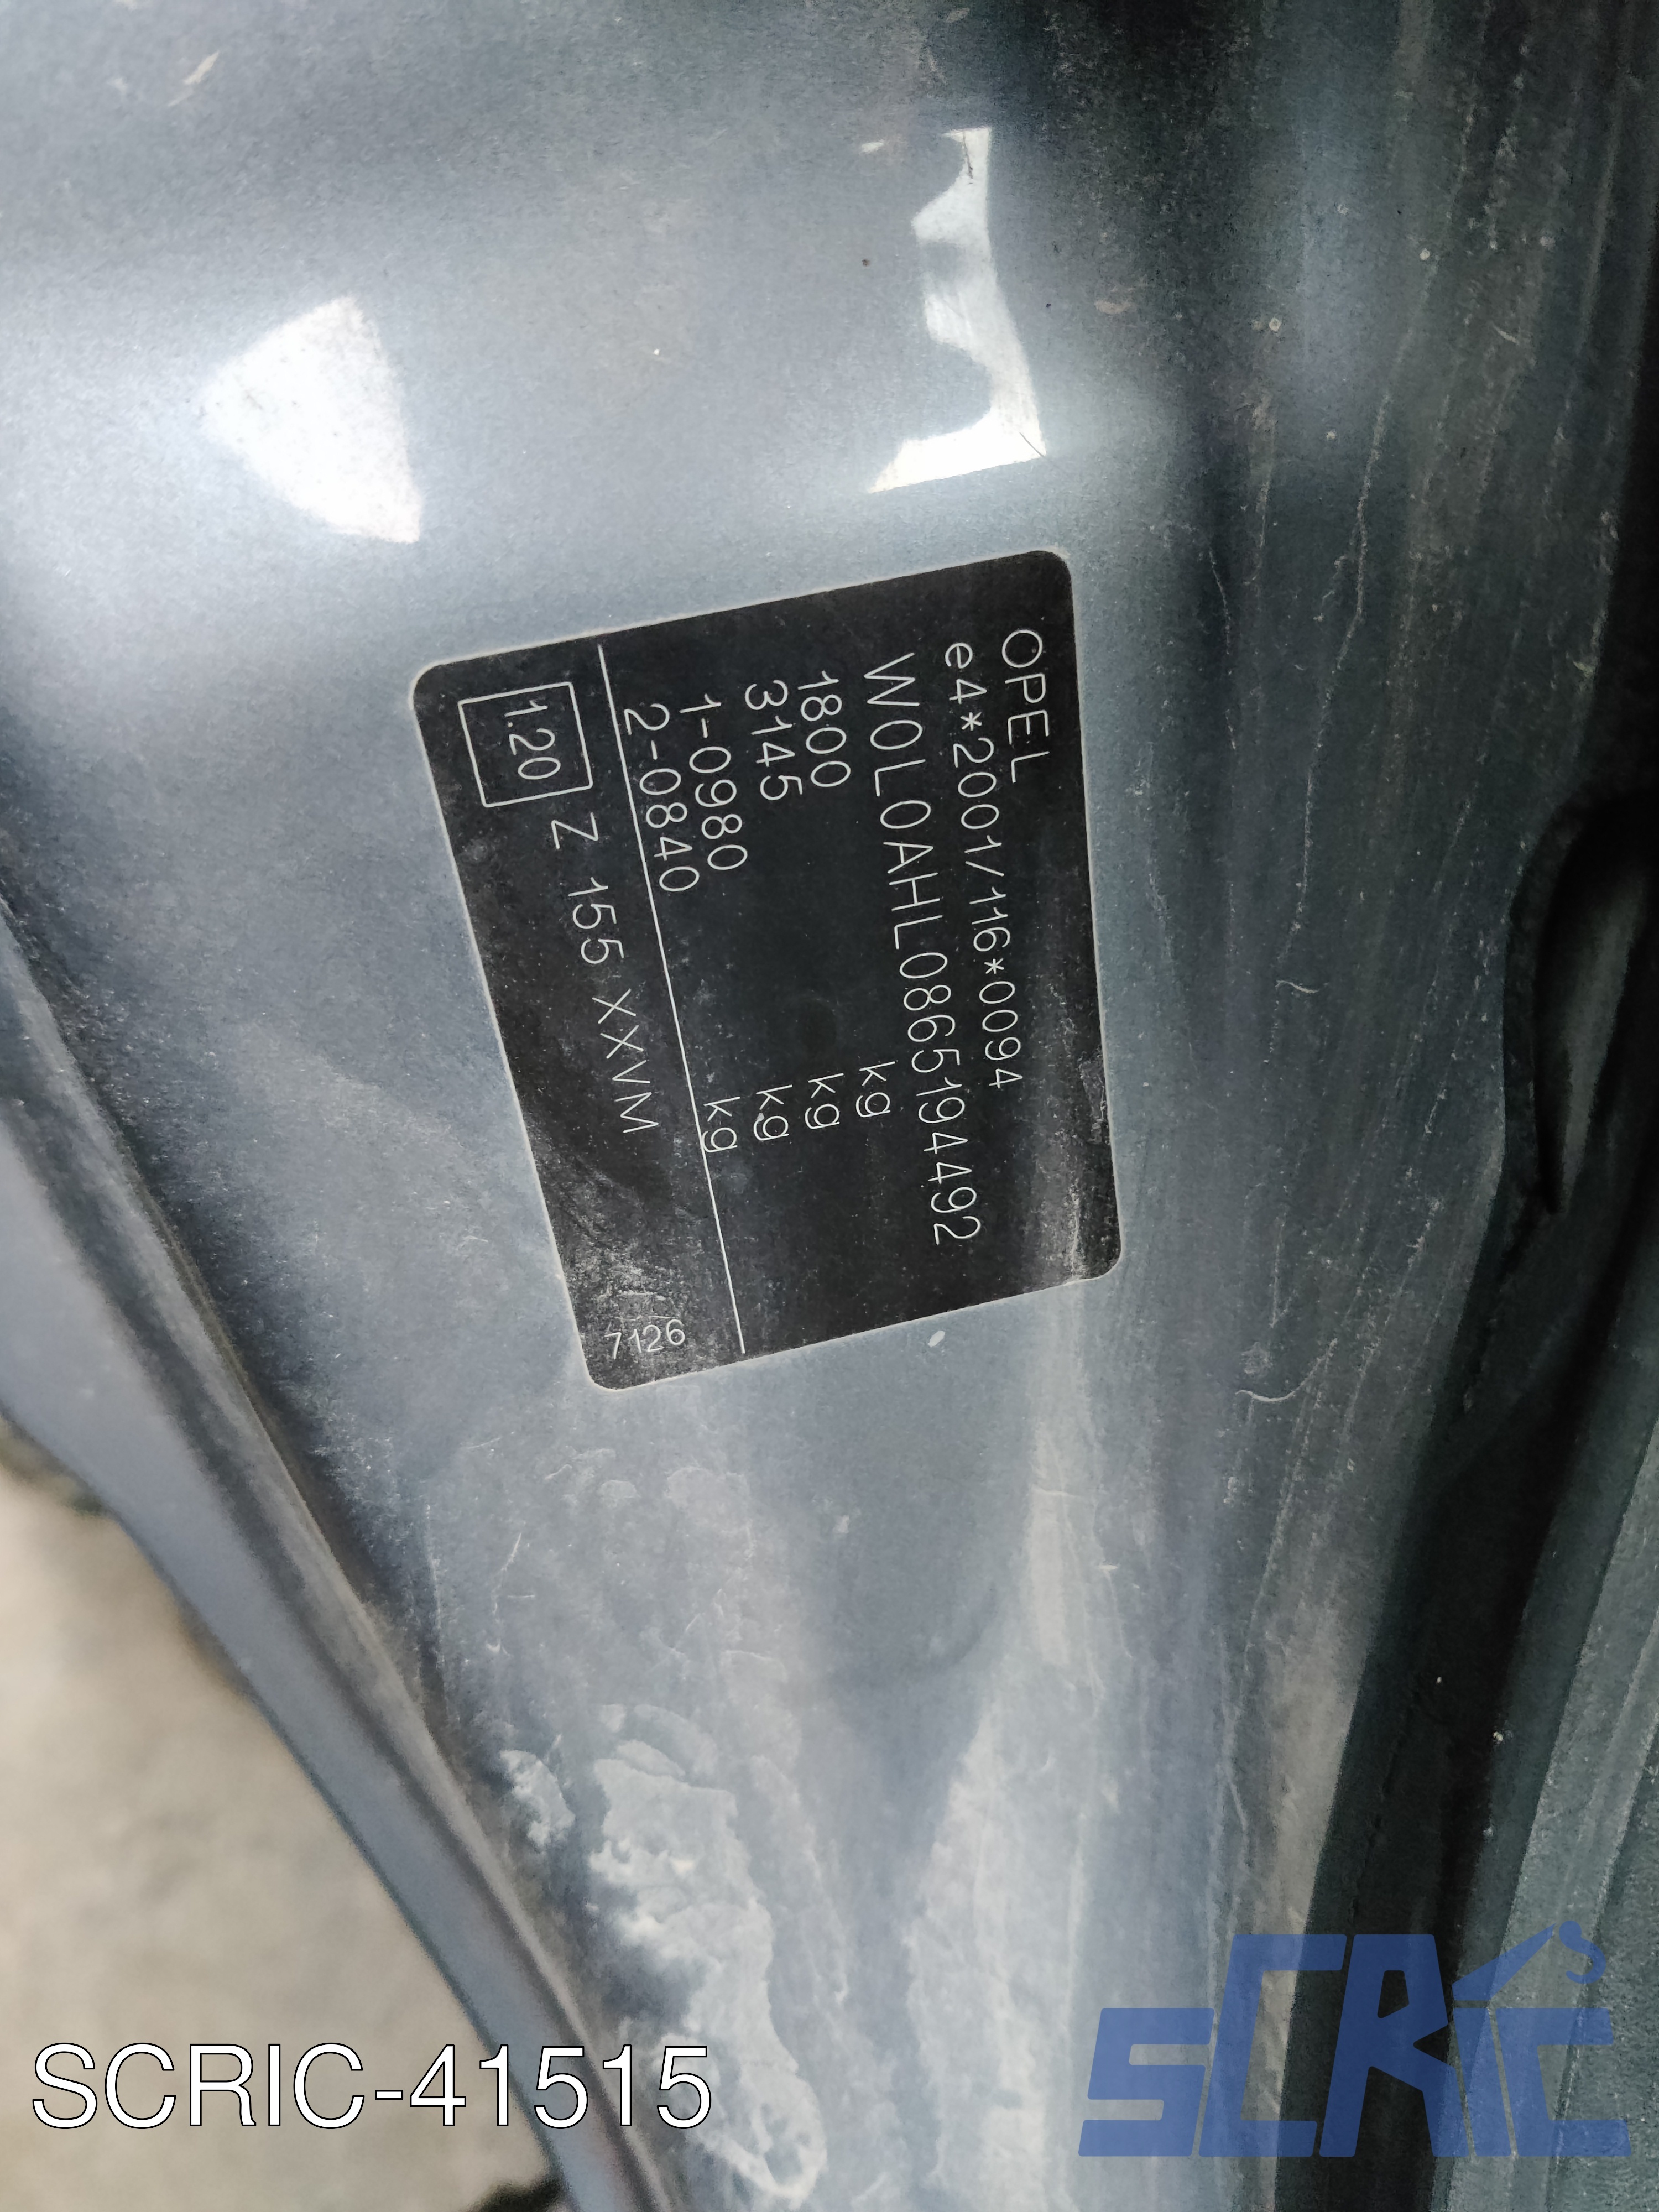 OPEL
e4*2001/116*0094
W0L0AHL0865194492
1800 kg
3145 kg
1-0980 kg
2-0840 kg
1.20 Z 155 XXVM
7126
SCRIC-41515
SCRIC